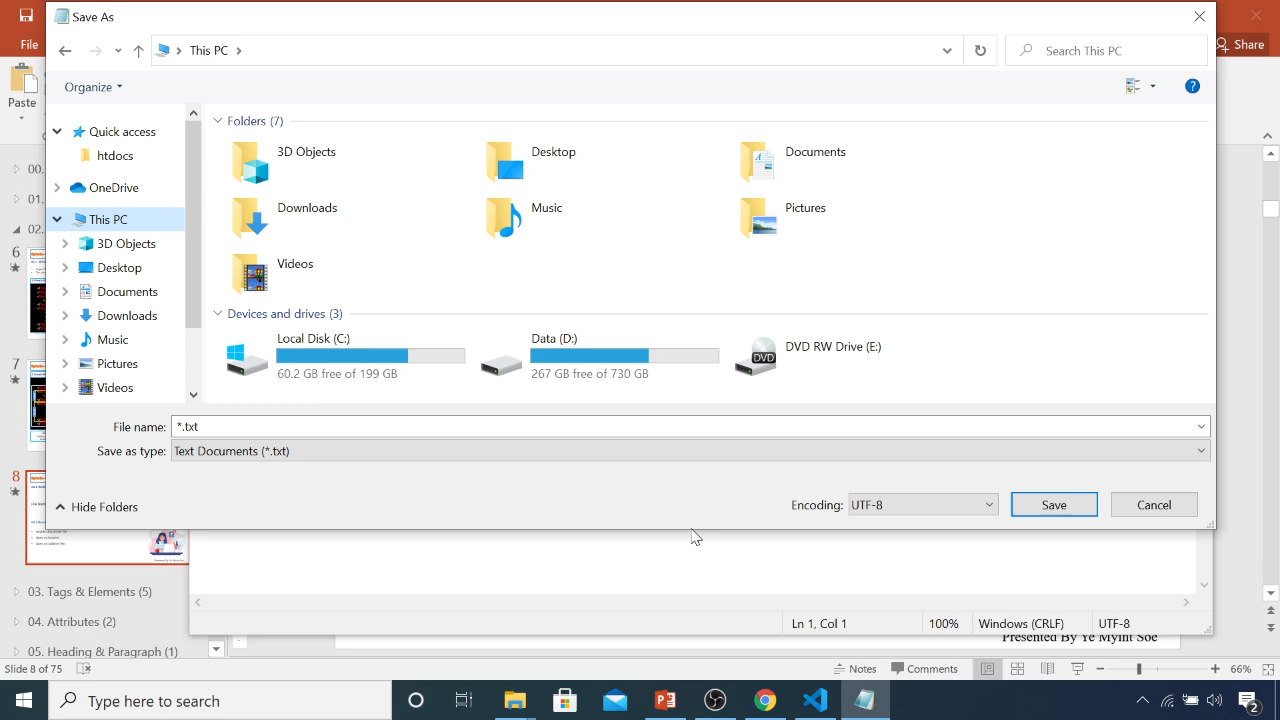 Save As
File
Share
This PC
Search This PC
Organize
Paste
Quick access
htdocs
OneDrive
This PC
3D Objects
Desktop
Documents
Downloads
Music
Pictures
Videos
Folders (7)
3D Objects
Desktop
Documents
Downloads
Music
Pictures
Videos
Devices and drives (3)
Local Disk (C:)
60.2 GB free of 199 GB
Data (D:)
267 GB free of 730 GB
DVD
DVD RW Drive (E:)
00.
01.
02.
6
7
8
File name: *.txt
Save as type: Text Documents (*.txt)
Hide Folders
Encoding: UTF-8
Save
Cancel
03. Tags & Elements (5)
04. Attributes (2)
05. Heading & Paragraph (1)
Ln 1, Col 1
100%
Windows (CRLF)
UTF-8
Presented By Ye Myint Soe
Slide 8 of 75
Notes
Comments
66%
Type here to search
2